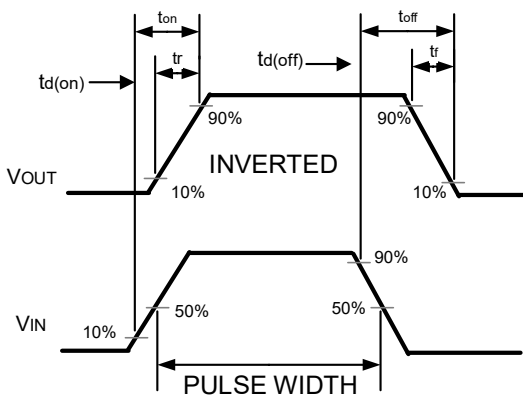 ton
toff
tr
tf
td(on)
td(off)
90%
90%
INVERTED
VOUT
10%
10%
90%
50%
50%
VIN
10%
PULSE WIDTH